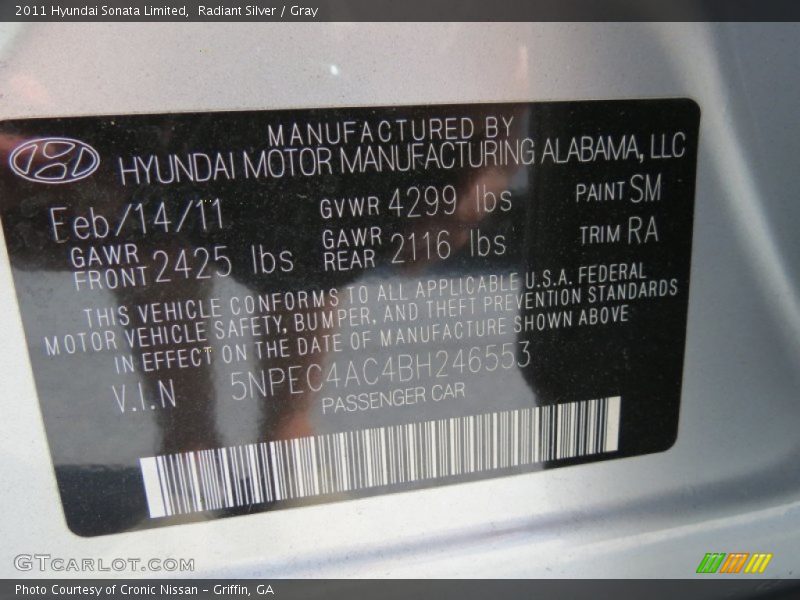 2011 Hyundai Sonata Limited,  Radiant Silver / Gray
MANUFACTURED BY
HYUNDAI MOTOR MANUFACTURING ALABAMA, LLC
Feb/14/11 GVWR 4299 lbs PAINT SM
GAWR FRONT 2425 lbs GAWR REAR 2116 lbs TRIM RA
THIS VEHICLE CONFORMS TO ALL APPLICABLE U.S.A. FEDERAL
MOTOR VEHICLE SAFETY, BUMPER, AND THEFT PREVENTION STANDARDS
IN EFFECT ON THE DATE OF MANUFACTURE SHOWN ABOVE
V.I.N 5NPEC4AC4BH246553
PASSENGER CAR
GTCARLOT.COM
Photo Courtesy of Cronic Nissan - Griffin, GA